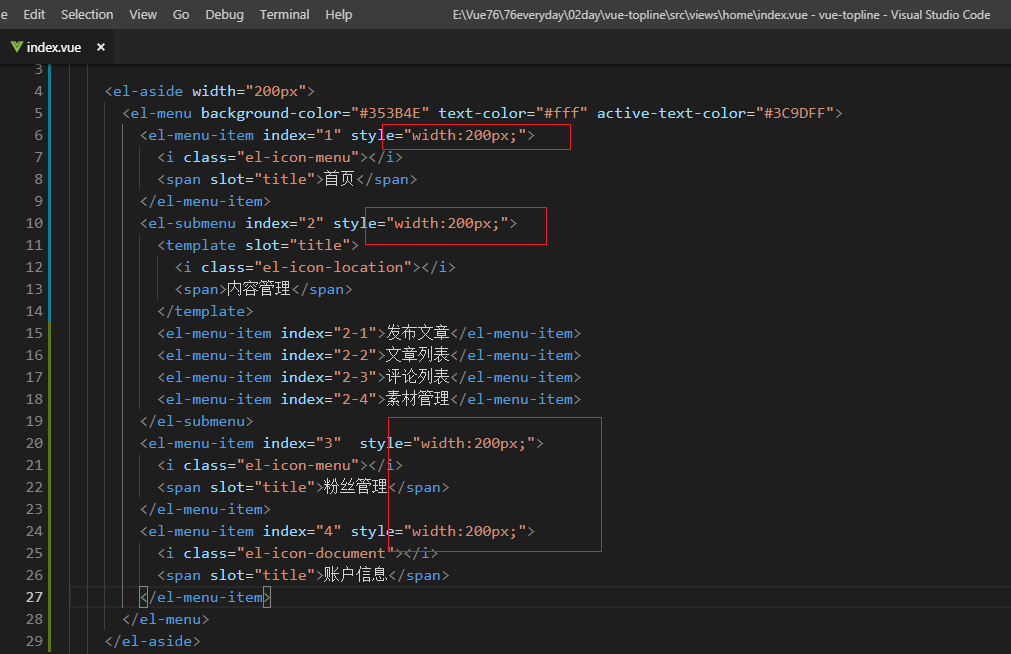 e Edit Selection View Go Debug Terminal Help E:\Vue76\76everyday\02day\vue-topline\src\views\home\index.vue - vue-topline - Visual Studio Code
index.vue ×
3
4 <el-aside width="200px">
5 <el-menu background-color="#353B4E" text-color="#fff" active-text-color="#3C9DFF">
6 <el-menu-item index="1" style="width:200px;">
7 <i class="el-icon-menu"></i>
8 <span slot="title">首页</span>
9 </el-menu-item>
10 <el-submenu index="2" style="width:200px;">
11 <template slot="title">
12 <i class="el-icon-location"></i>
13 <span>内容管理</span>
14 </template>
15 <el-menu-item index="2-1">发布文章</el-menu-item>
16 <el-menu-item index="2-2">文章列表</el-menu-item>
17 <el-menu-item index="2-3">评论列表</el-menu-item>
18 <el-menu-item index="2-4">素材管理</el-menu-item>
19 </el-submenu>
20 <el-menu-item index="3"  style="width:200px;">
21 <i class="el-icon-menu"></i>
22 <span slot="title">粉丝管理</span>
23 </el-menu-item>
24 <el-menu-item index="4" style="width:200px;">
25 <i class="el-icon-document"></i>
26 <span slot="title">账户信息</span>
27 </el-menu-item>
28 </el-menu>
29 </el-aside>